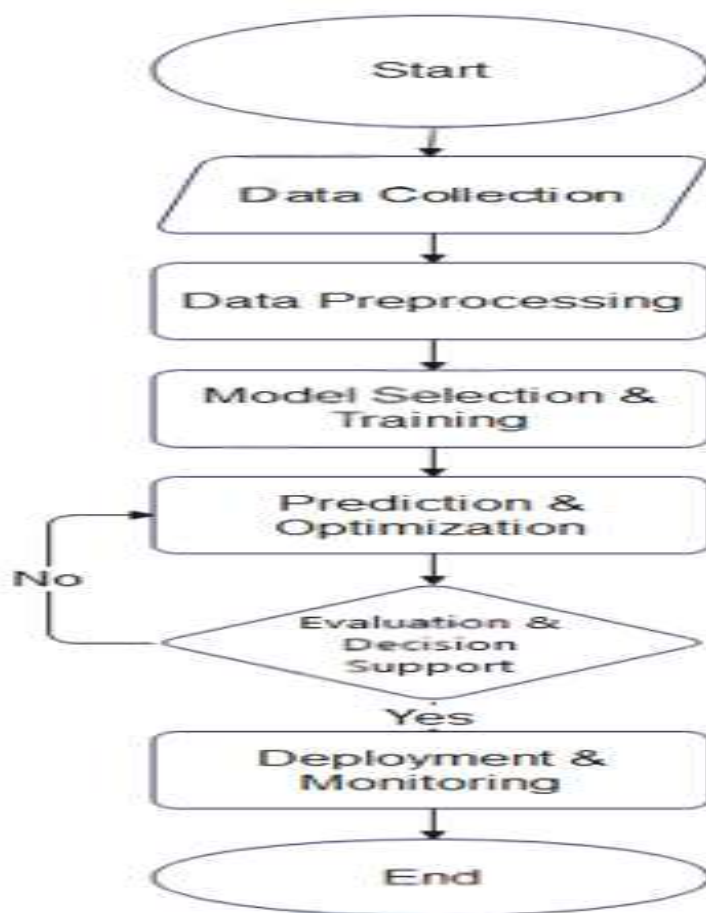 Start
Data Collection
Data Preprocessing
Model Selection &
Training
Prediction &
Optimization
No
Evaluation &
Decision
Support
Yes
Deployment &
Monitoring
End